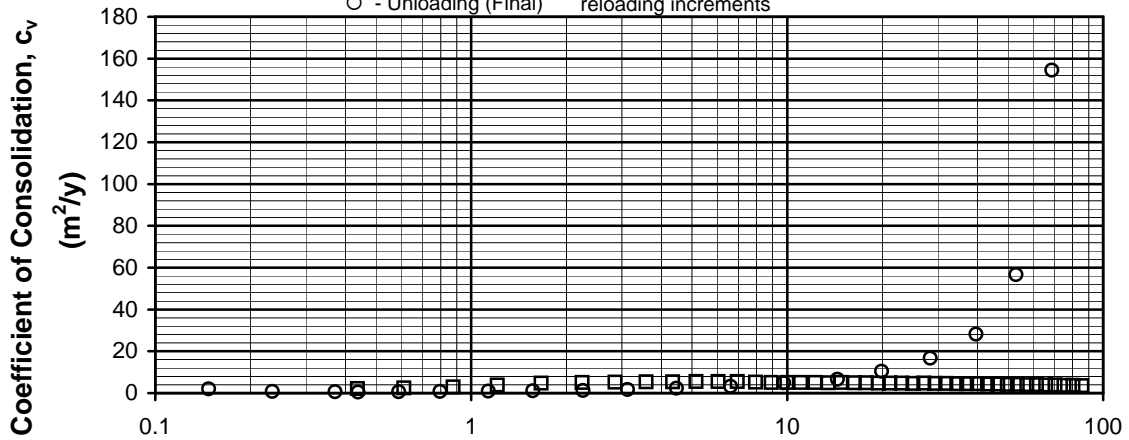 ○ - Unloading (Final) reloading increments
Coefficient of Consolidation, cᵥ
(m²/y)
180
160
140
120
100
80
60
40
20
0
0.1 1 10 100